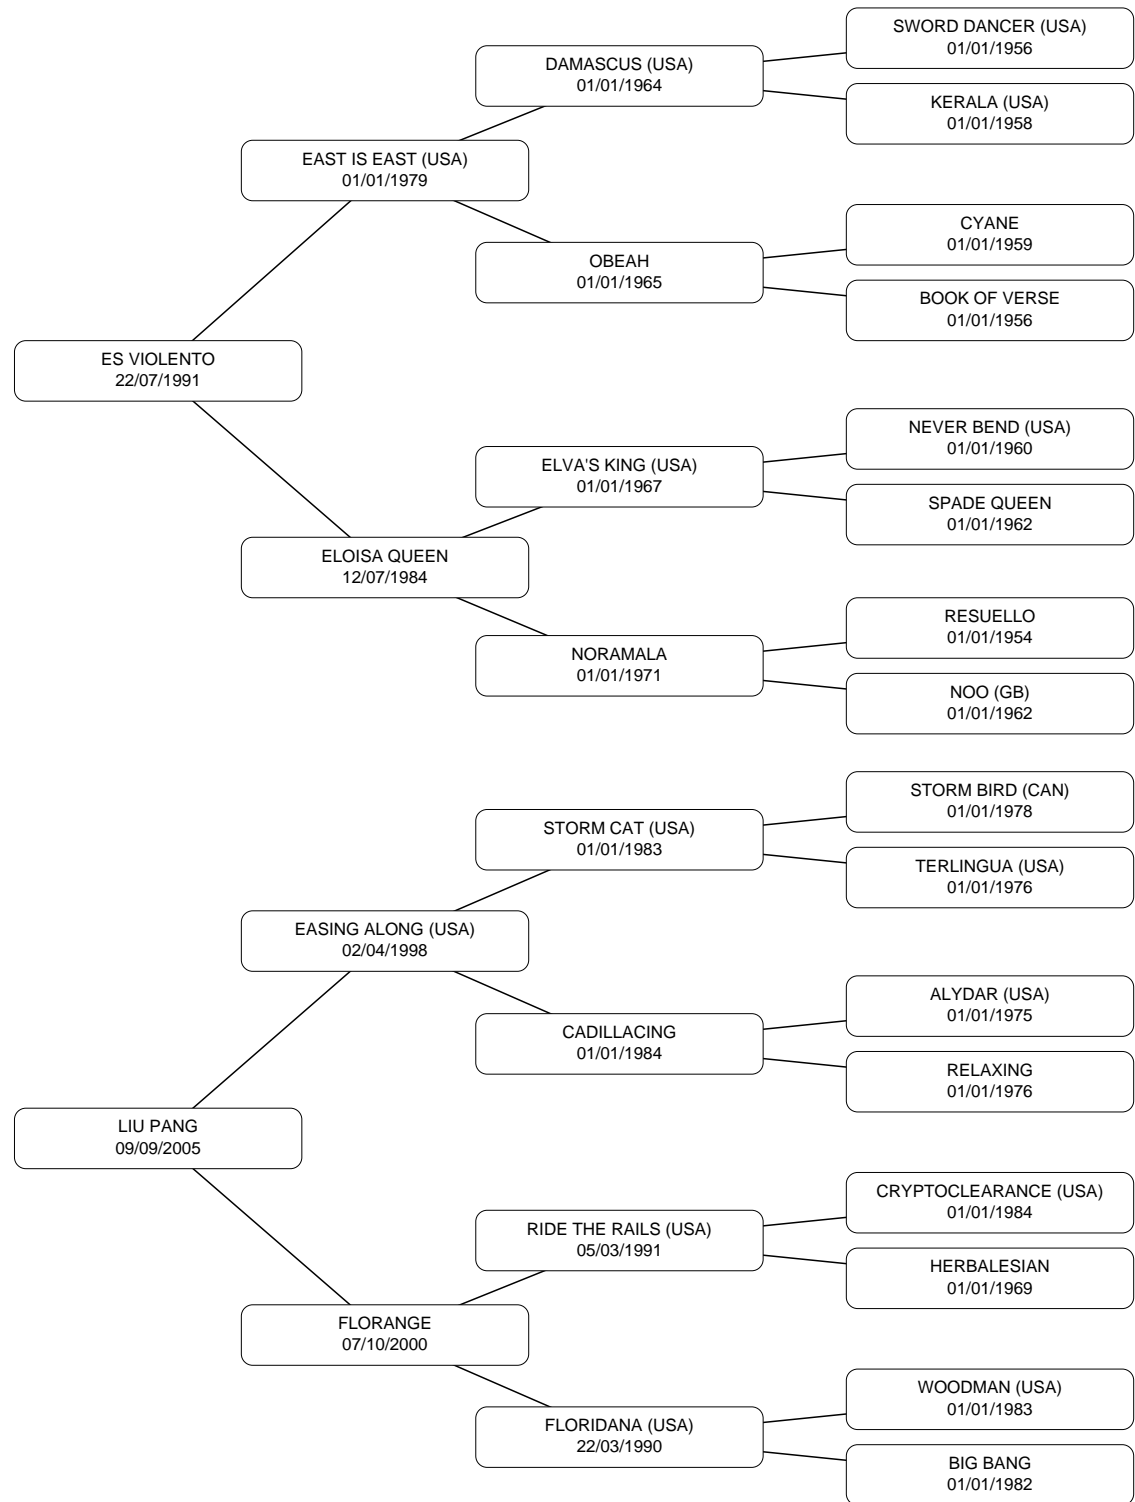 SWORD DANCER (USA)
01/01/1956
DAMASCUS (USA)
01/01/1964
KERALA (USA)
01/01/1958
EAST IS EAST (USA)
01/01/1979
CYANE
01/01/1959
OBEAH
01/01/1965
BOOK OF VERSE
01/01/1956
ES VIOLENTO
22/07/1991
NEVER BEND (USA)
01/01/1960
ELVA'S KING (USA)
01/01/1967
SPADE QUEEN
01/01/1962
ELOISA QUEEN
12/07/1984
RESUELLO
01/01/1954
NORAMALA
01/01/1971
NOO (GB)
01/01/1962
STORM BIRD (CAN)
01/01/1978
STORM CAT (USA)
01/01/1983
TERLINGUA (USA)
01/01/1976
EASING ALONG (USA)
02/04/1998
ALYDAR (USA)
01/01/1975
CADILLACING
01/01/1984
RELAXING
01/01/1976
LIU PANG
09/09/2005
CRYPTOCLEARANCE (USA)
01/01/1984
RIDE THE RAILS (USA)
05/03/1991
HERBALESIAN
01/01/1969
FLORANGE
07/10/2000
WOODMAN (USA)
01/01/1983
FLORIDANA (USA)
22/03/1990
BIG BANG
01/01/1982